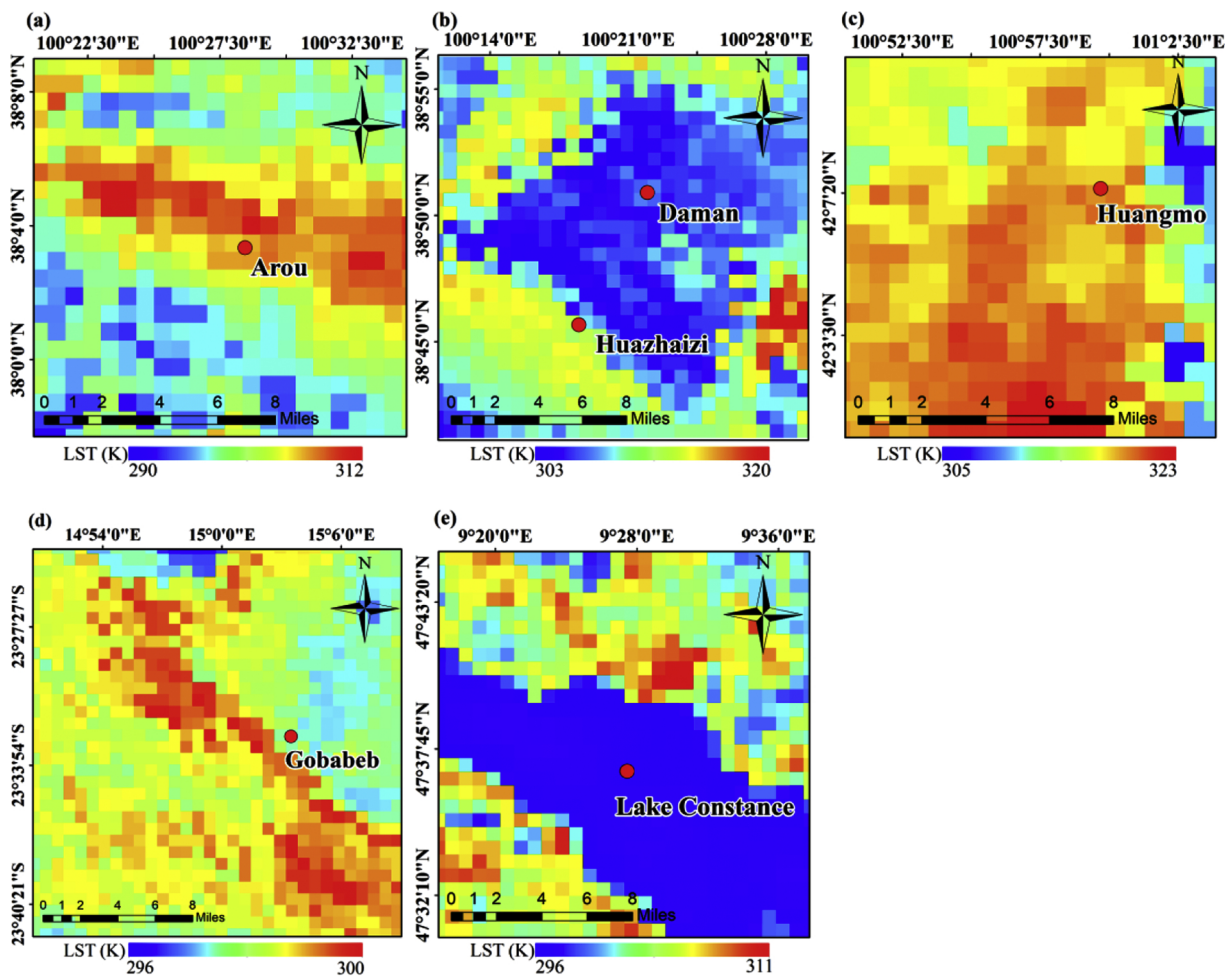 (a)
100°22'30"E 100°27'30"E 100°32'30"E
N
38°8'0"N
38°4'0"N
38°0'0"N
Arou
0 1 2 4 6 8
Miles
LST (K)
290 312
(b)
100°14'0"E 100°21'0"E 100°28'0"E
N
38°55'0"N
38°50'0"N
38°45'0"N
Daman
Huazhaizi
0 1 2 4 6 8
Miles
LST (K)
303 320
(c)
100°52'30"E 100°57'30"E 101°2'30"E
N
42°7'20"N
42°3'30"N
Huangmo
0 1 2 4 6 8
Miles
LST (K)
305 323
(d)
14°54'0"E 15°0'0"E 15°6'0"E
N
23°27'27"S
23°33'54"S
23°40'21"S
Gobabeb
0 1 2 4 6 8
Miles
LST (K)
296 300
(e)
9°20'0"E 9°28'0"E 9°36'0"E
N
47°43'20"N
47°37'45"N
47°32'10"N
Lake Constance
0 1 2 4 6 8
Miles
LST (K)
296 311